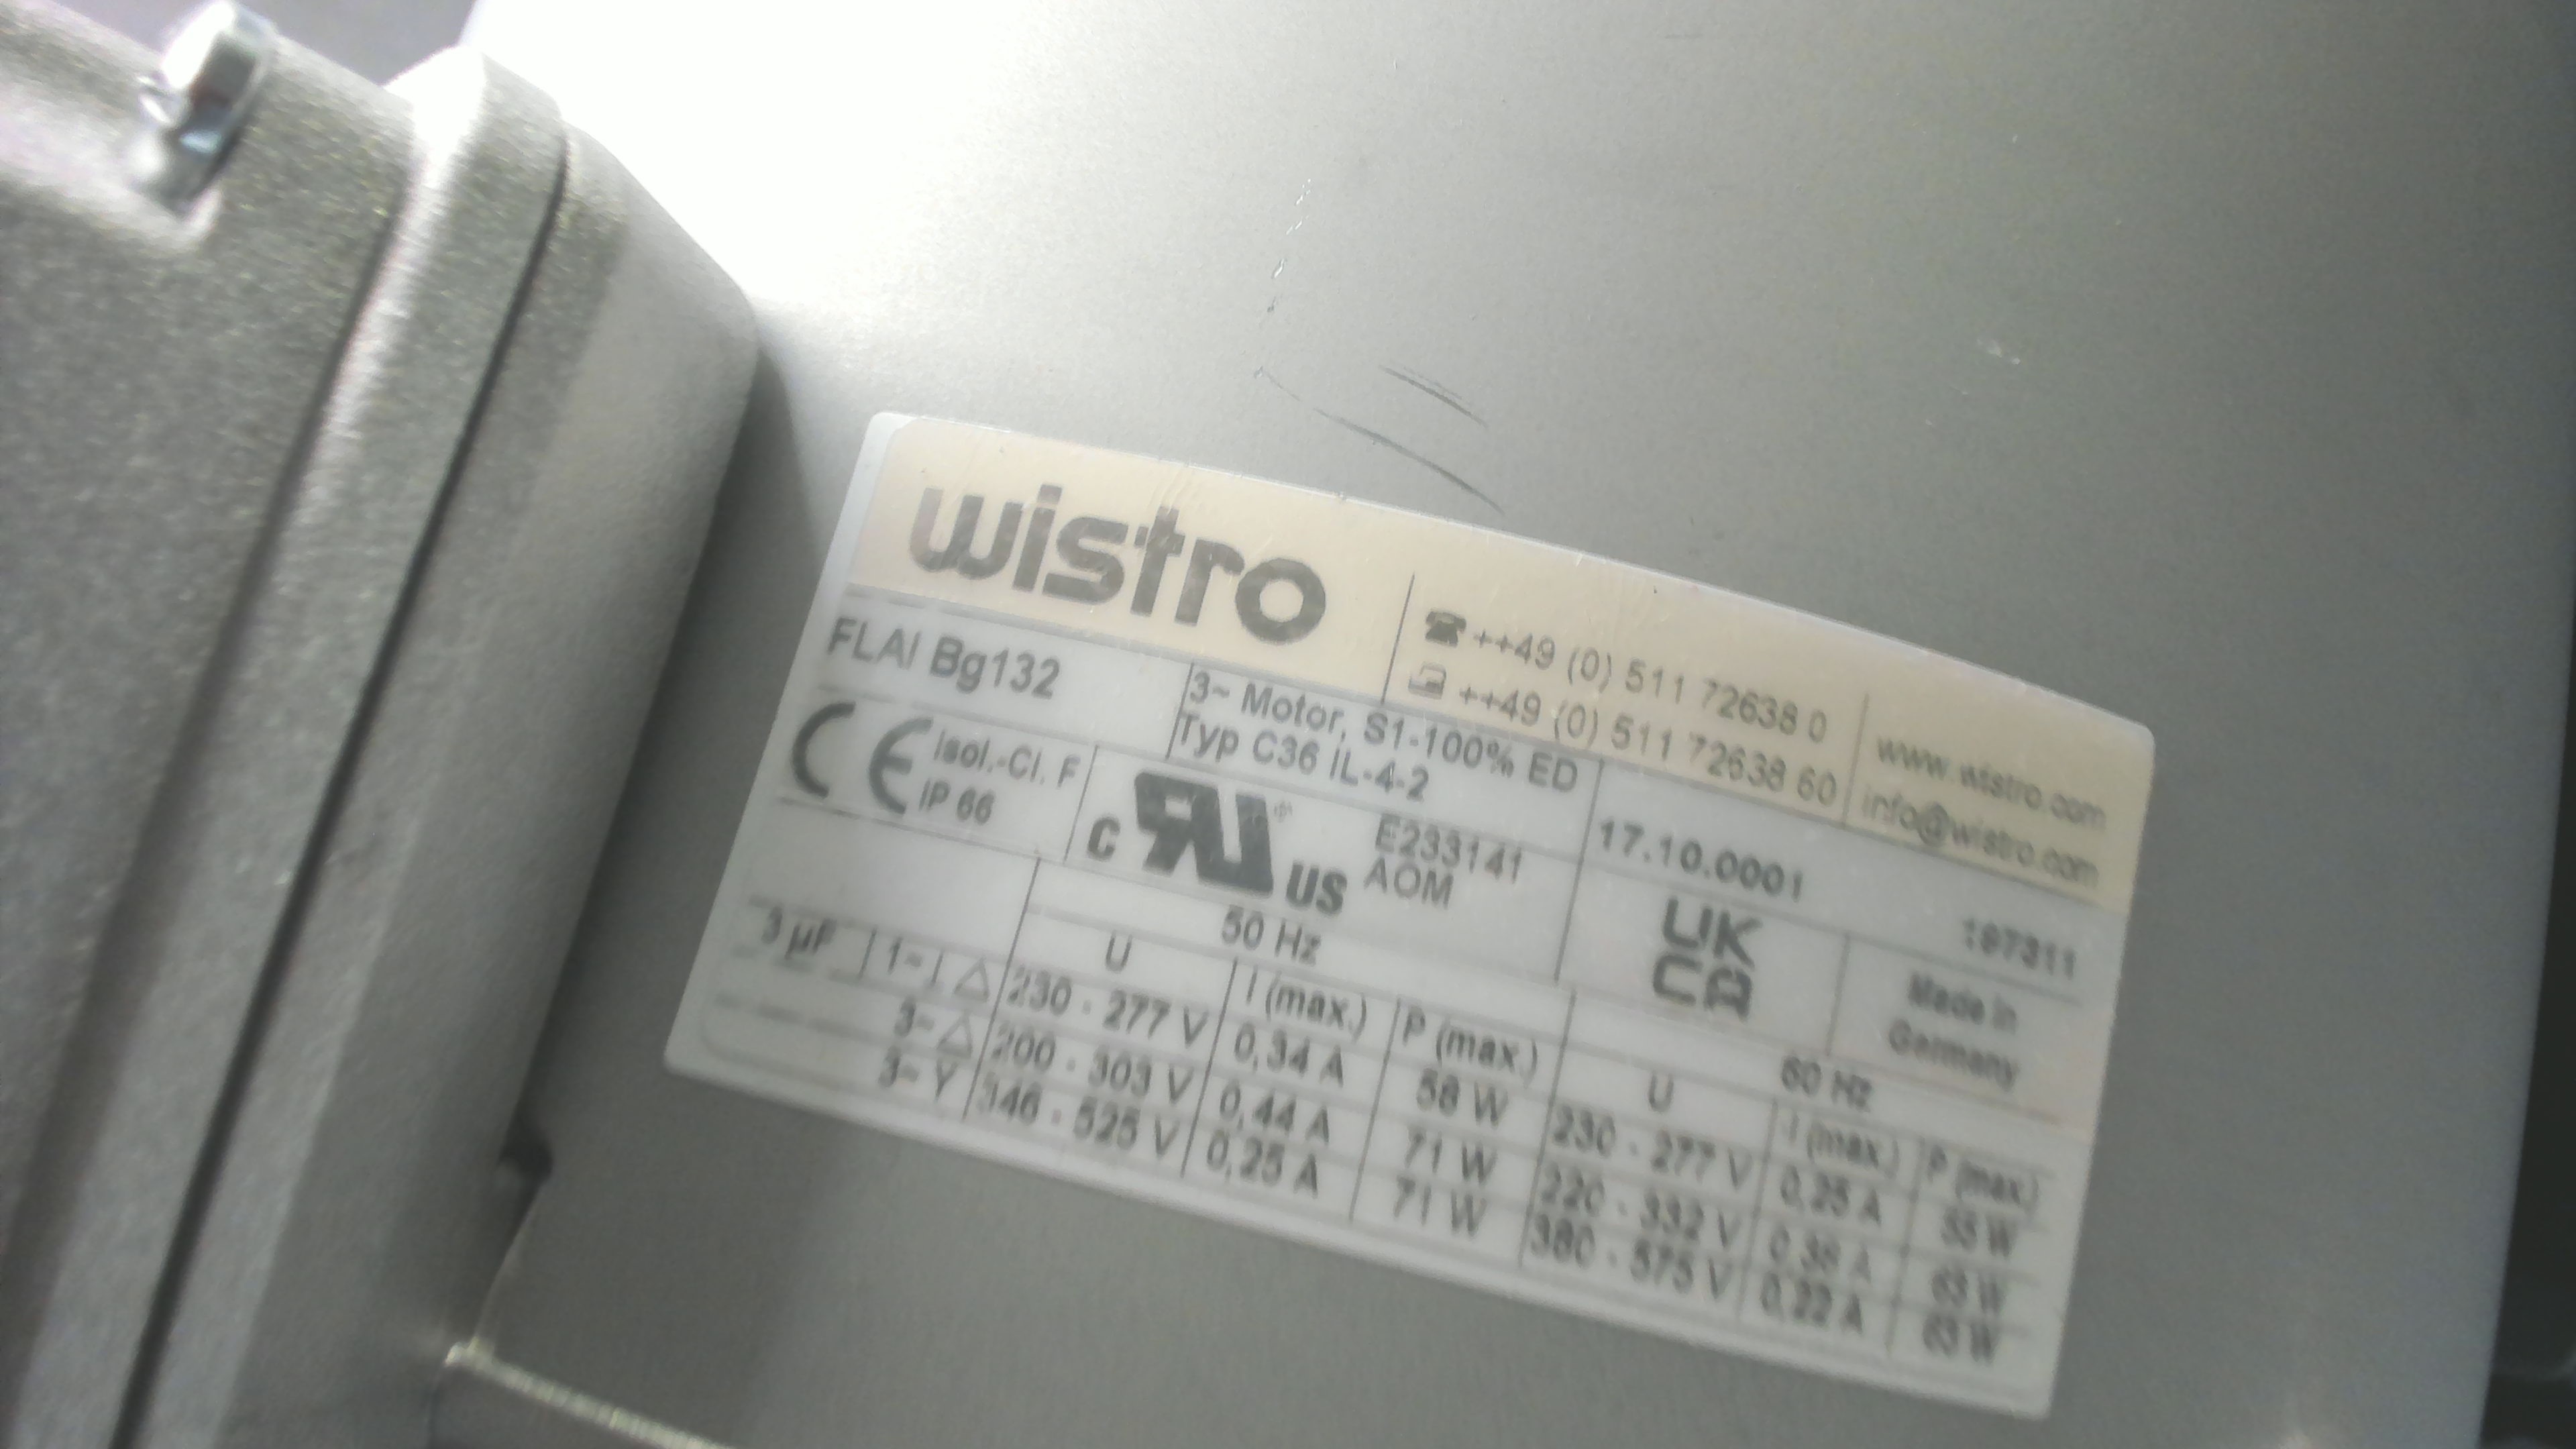 wistro
☎ ++49 (0) 511 72638 0
++49 (0) 511 72638 60
www.wistro.com
info@wistro.com
FLAI Bg132
3~ Motor, S1-100% ED
Typ C36 IL-4-2
17.10.0001
197311
CE Isol.-Cl. F
IP 66
c RU US
E233141
AOM
UK
CA
Made in
Germany
50 Hz
60 Hz
U I (max.) P (max.) U I (max.) P (max.)
3 µF 1~⊥ △ 230 - 277 V 0,34 A 58 W 230 - 277 V 0,25 A 55 W
3~ △ 200 - 303 V 0,44 A 71 W 220 - 332 V 0,38 A 63 W
3~ Y 346 - 525 V 0,25 A 71 W 380 - 575 V 0,22 A 63 W